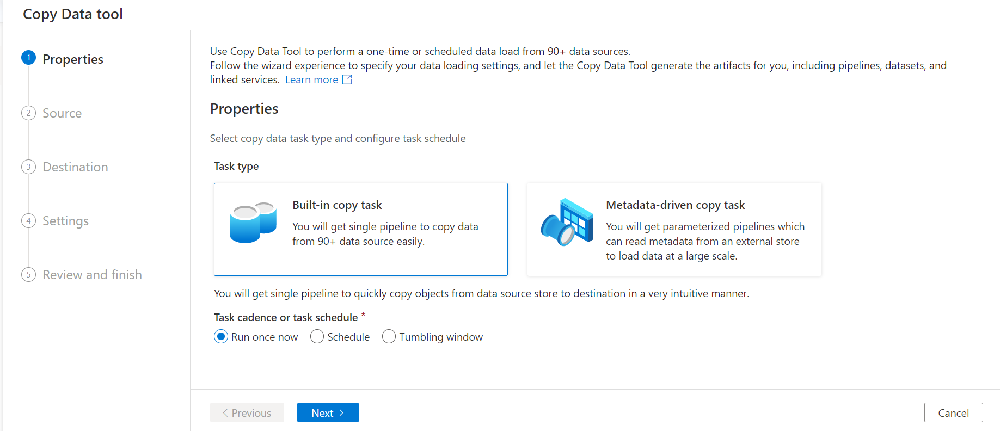 Copy Data tool
1 Properties
2 Source
3 Destination
4 Settings
5 Review and finish
Use Copy Data Tool to perform a one-time or scheduled data load from 90+ data sources.
Follow the wizard experience to specify your data loading settings, and let the Copy Data Tool generate the artifacts for you, including pipelines, datasets, and
linked services. Learn more
Properties
Select copy data task type and configure task schedule
Task type
Built-in copy task
You will get single pipeline to copy data
from 90+ data source easily.
Metadata-driven copy task
You will get parameterized pipelines which
can read metadata from an external store
to load data at a large scale.
You will get single pipeline to quickly copy objects from data source store to destination in a very intuitive manner.
Task cadence or task schedule *
Run once now Schedule Tumbling window
< Previous Next > Cancel